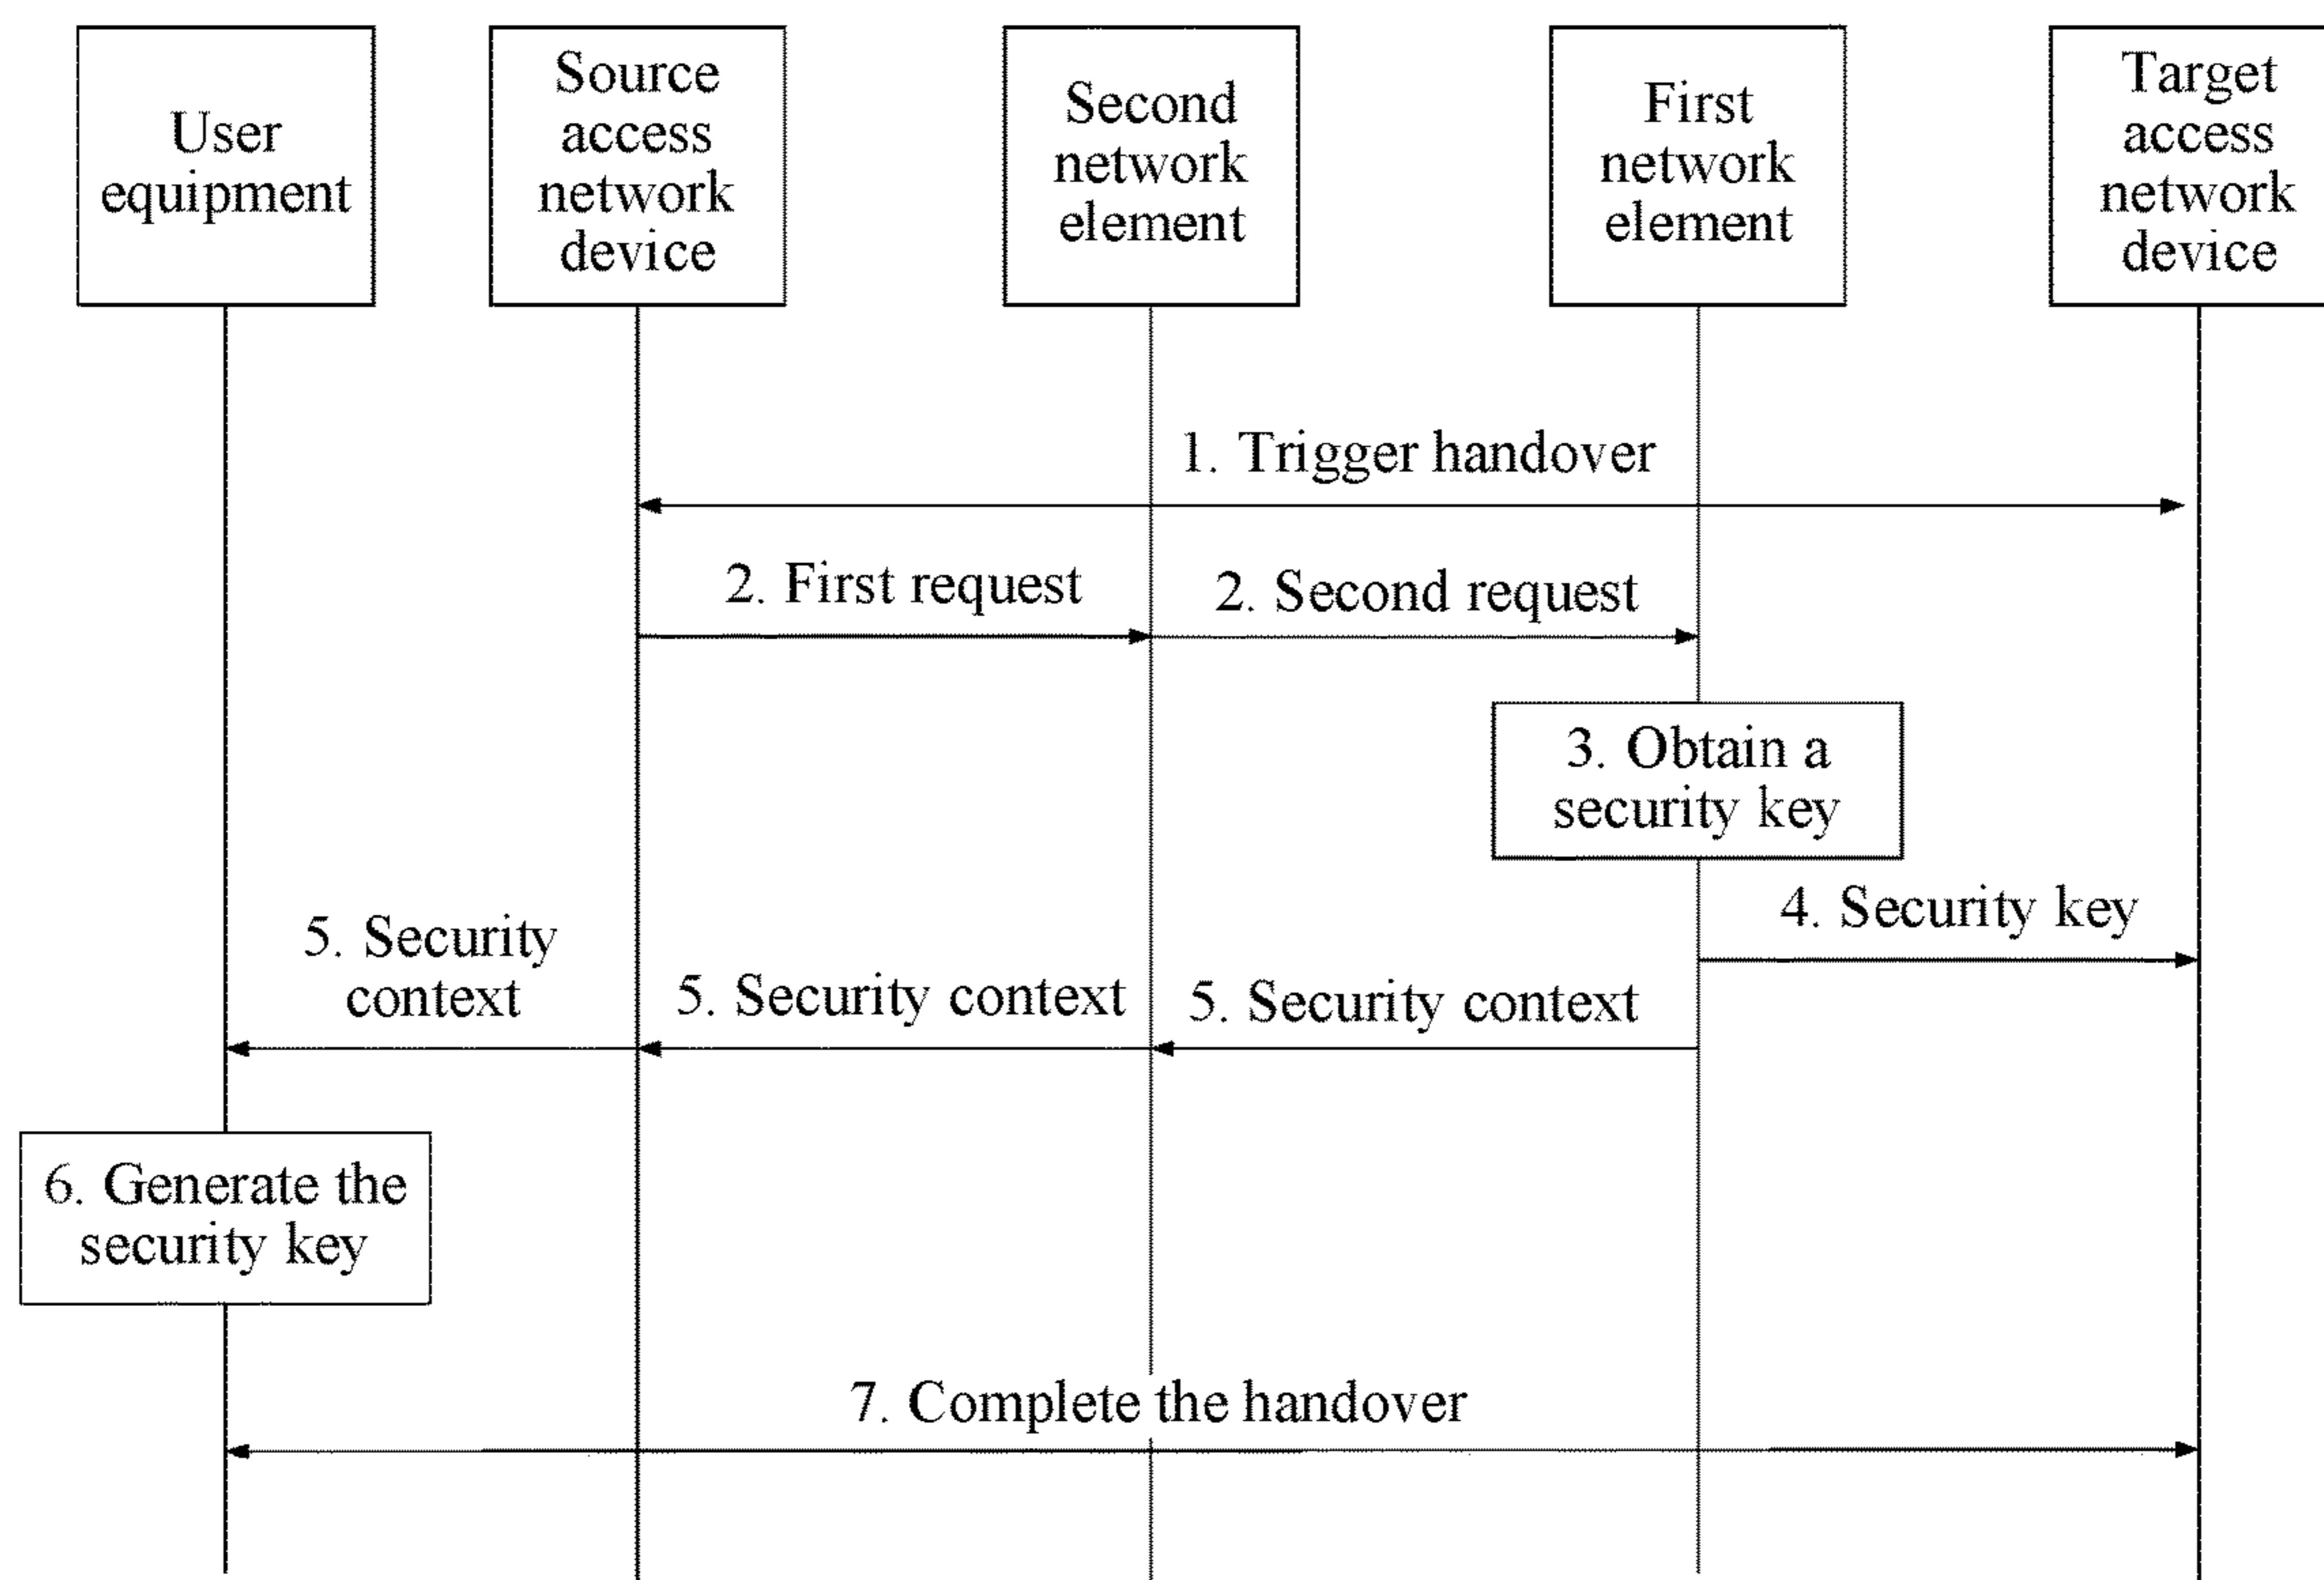 User
equipment
Source
access
network
device
Second
network
element
First
network
element
Target
access
network
device
1. Trigger handover
2. First request
2. Second request
3. Obtain a
security key
4. Security key
5. Security
context
5. Security context
5. Security context
6. Generate the
security key
7. Complete the handover